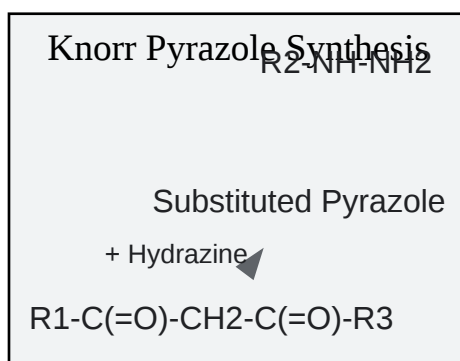 Knorr Pyrazole Synthesis
R2-NH-NH2
Substituted Pyrazole
+ Hydrazine
R1-C(=O)-CH2-C(=O)-R3